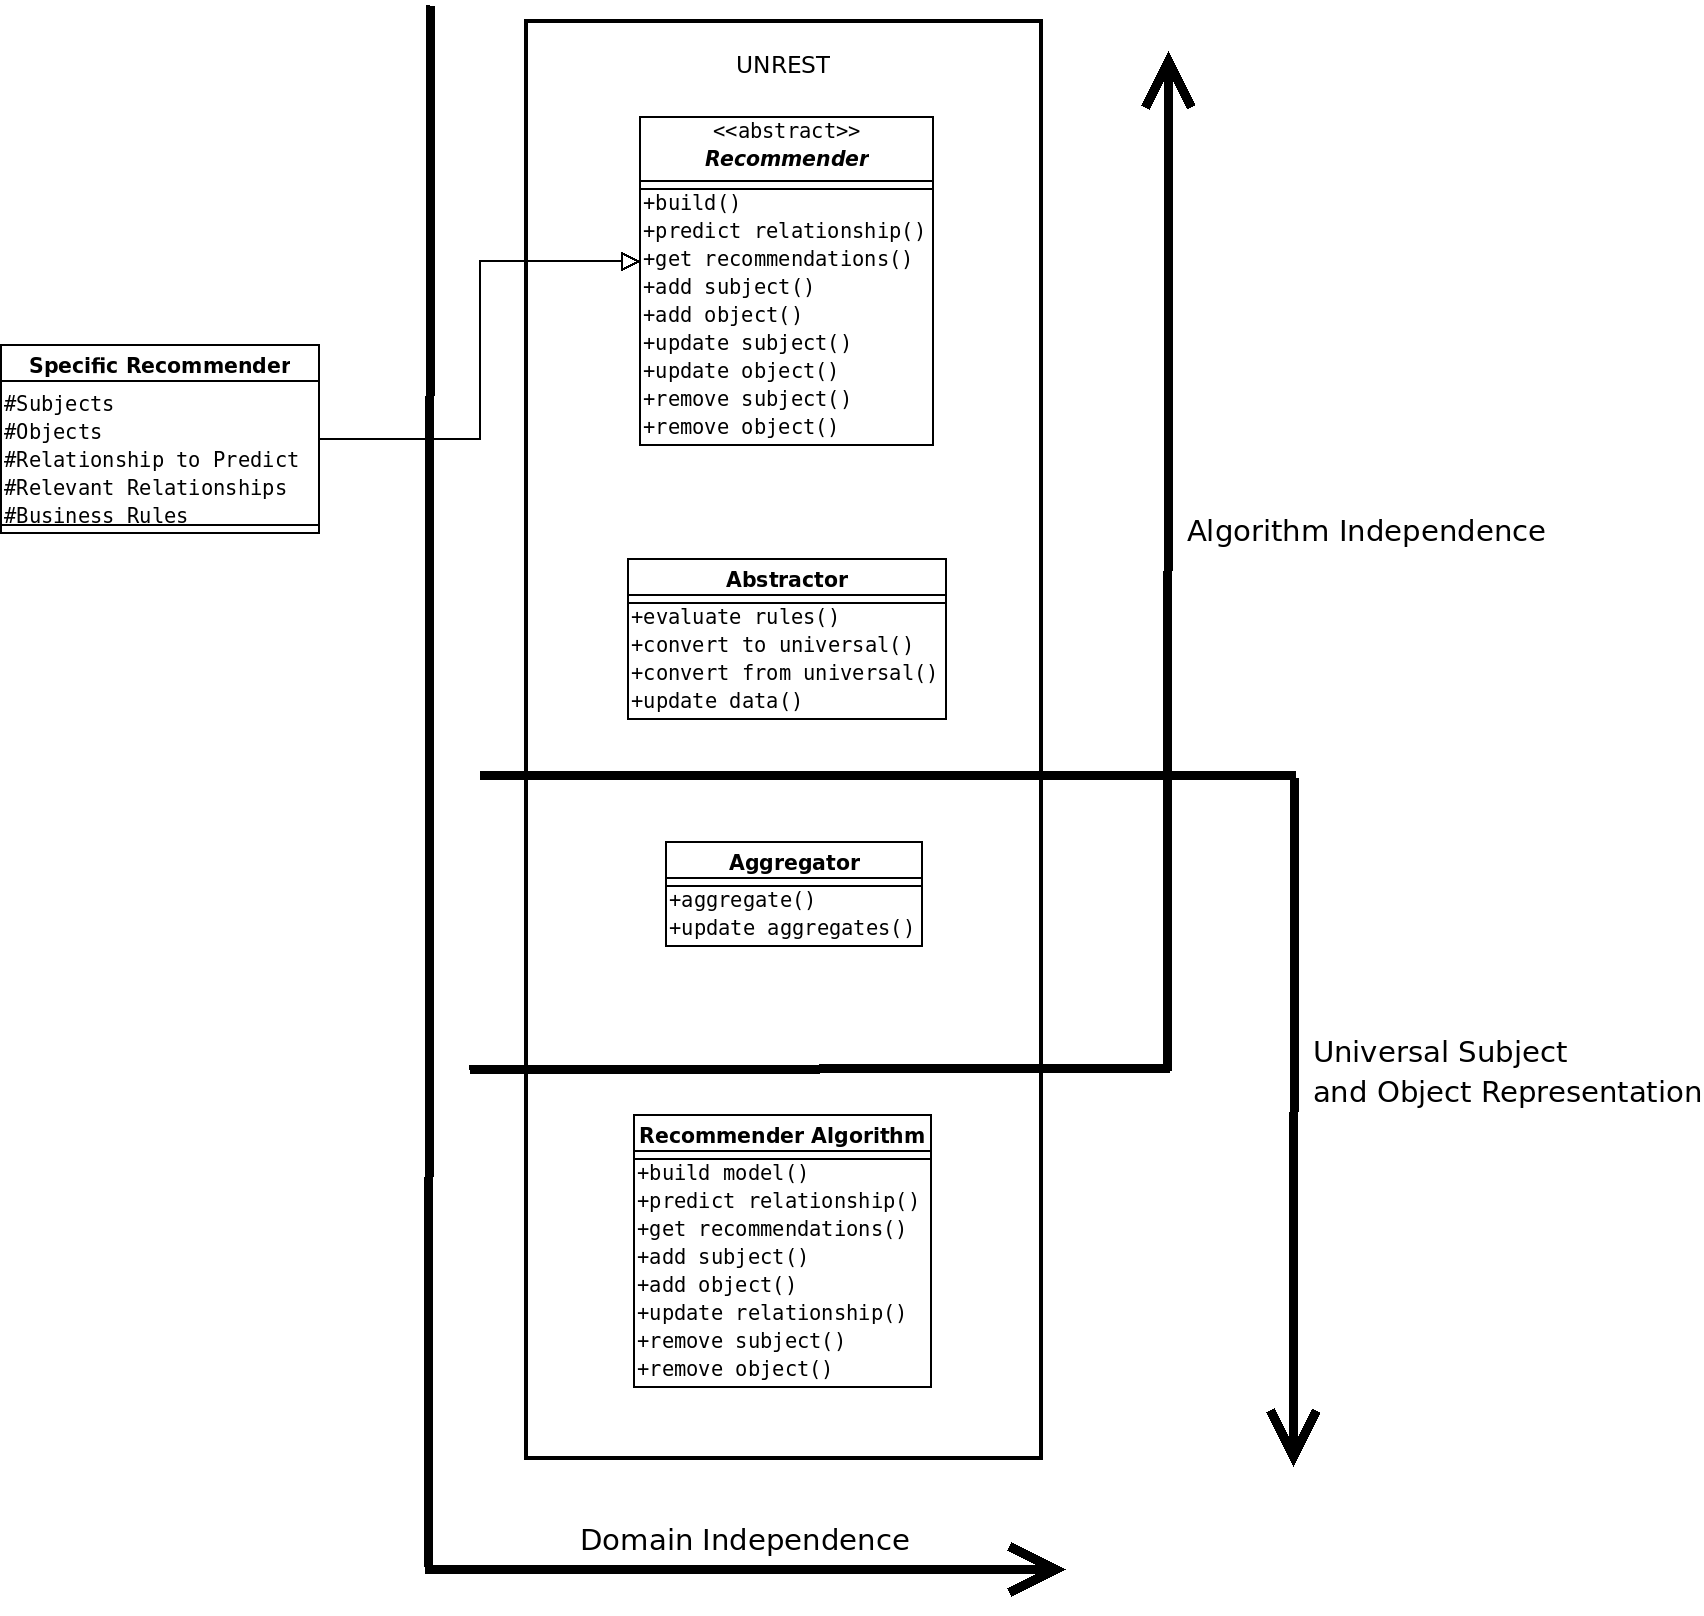 UNREST
<<abstract>>
Recommender
+build()
+predict relationship()
+get recommendations()
+add subject()
+add object()
+update subject()
+update object()
+remove subject()
+remove object()
Specific Recommender
#Subjects
#Objects
#Relationship to Predict
#Relevant Relationships
#Business Rules
Algorithm Independence
Abstractor
+evaluate rules()
+convert to universal()
+convert from universal()
+update data()
Aggregator
+aggregate()
+update aggregates()
Universal Subject
and Object Representation
Recommender Algorithm
+build model()
+predict relationship()
+get recommendations()
+add subject()
+add object()
+update relationship()
+remove subject()
+remove object()
Domain Independence